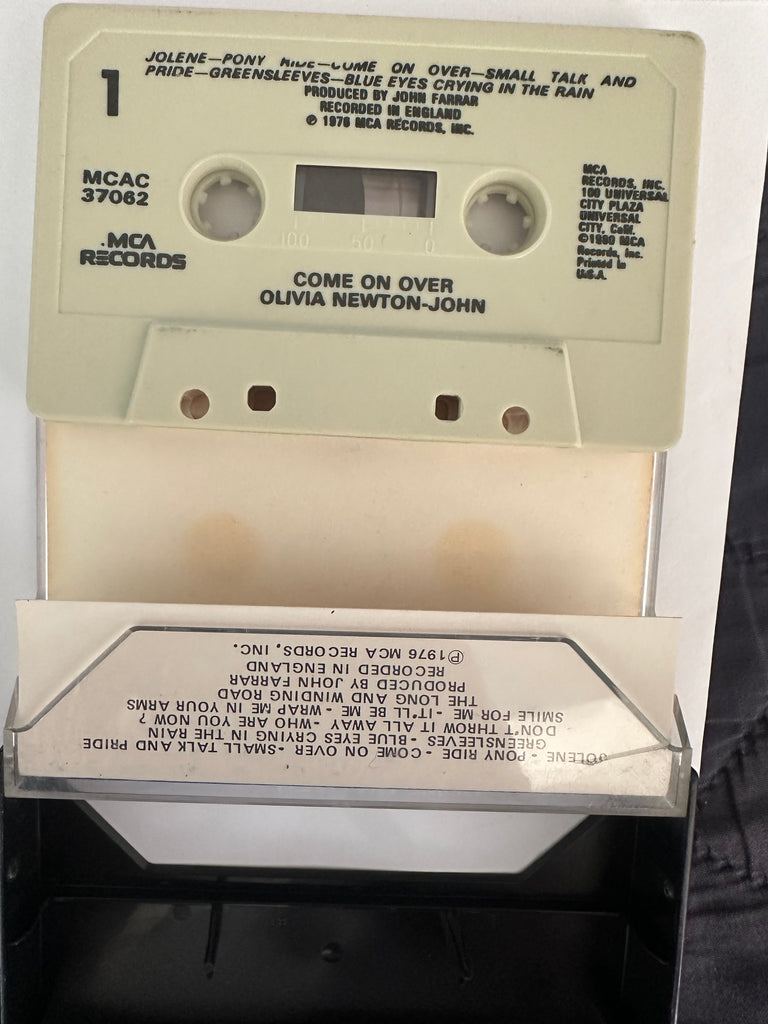 JOLENE—PONY RIDE—COME ON OVER—SMALL TALK AND
PRIDE—GREENSLEEVES—BLUE EYES CRYING IN THE RAIN
PRODUCED BY JOHN FARRAR
RECORDED IN ENGLAND
℗ 1976 MCA RECORDS, INC.
1
MCAC
37062
MCA
RECORDS
100 50 0
MCA
RECORDS, INC.
100 UNIVERSAL
CITY PLAZA
UNIVERSAL
CITY, Calif.
©1980 MCA
Records, Inc.
Printed in
U.S.A.
COME ON OVER
OLIVIA NEWTON-JOHN
JOLENE - PONY RIDE - COME ON OVER - SMALL TALK AND PRIDE
GREENSLEEVES - BLUE EYES CRYING IN THE RAIN
DON'T THROW IT ALL AWAY - WHO ARE YOU NOW?
SMILE FOR ME - IT'LL BE ME - WRAP ME IN YOUR ARMS
THE LONG AND WINDING ROAD
PRODUCED BY JOHN FARRAR
RECORDED IN ENGLAND
℗1976 MCA RECORDS, INC.